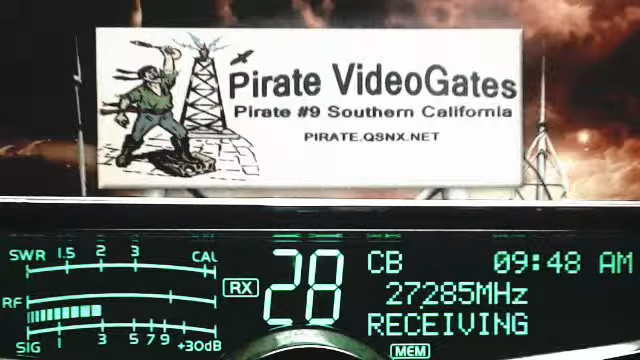 Pirate VideoGates
Pirate #9 Southern California
PIRATE.QSNX.NET
SWR 1.5 2 3 CAL
RF
3 5 7 9 +30dB
SIG
RX
28
CB 09:48 AM
27285MHz
RECEIVING
MEM